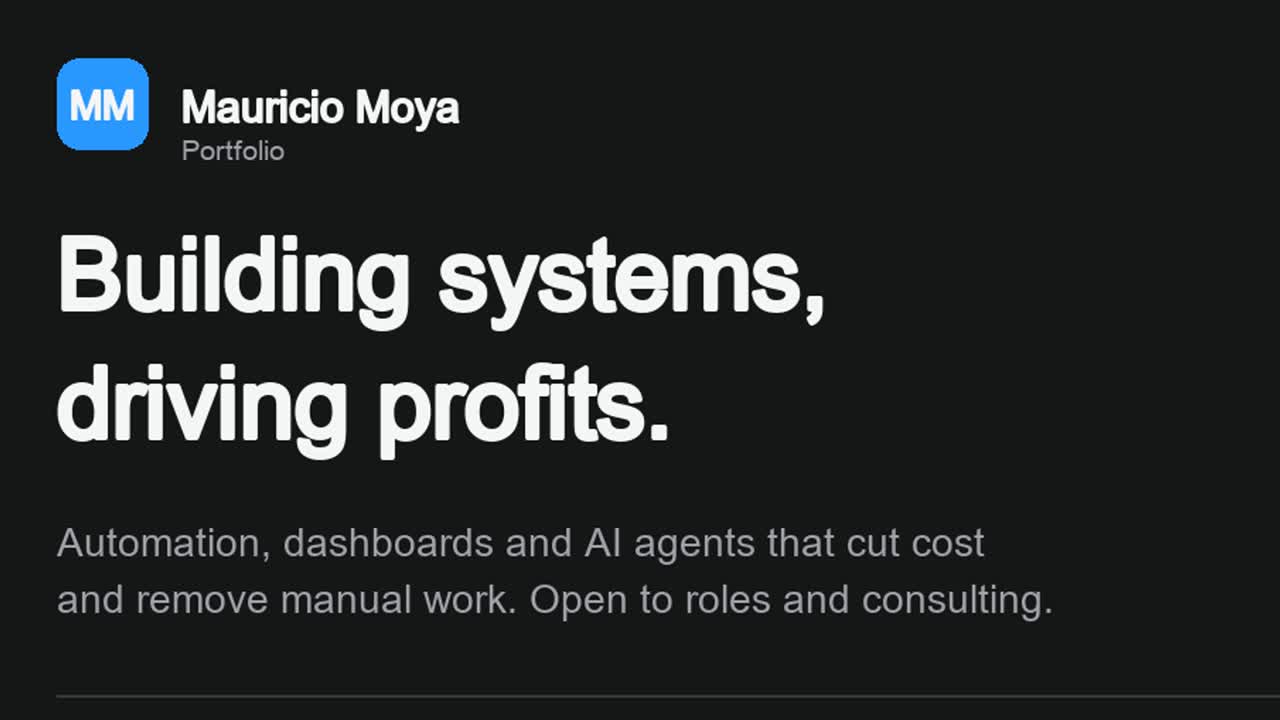 MM
Mauricio Moya
Portfolio
Building systems,
driving profits.
Automation, dashboards and AI agents that cut cost
and remove manual work. Open to roles and consulting.